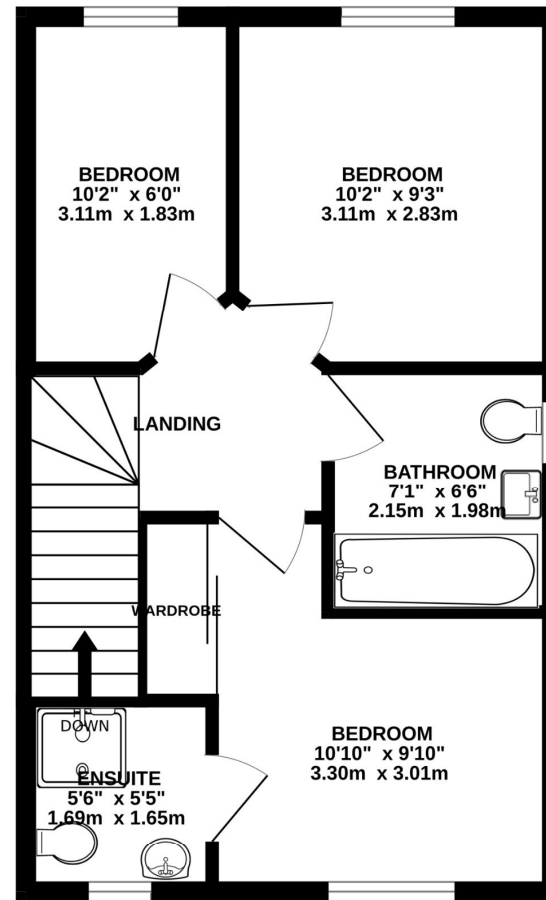 BEDROOM
10'2" x 6'0"
3.11m x 1.83m
BEDROOM
10'2" x 9'3"
3.11m x 2.83m
LANDING
BATHROOM
7'1" x 6'6"
2.15m x 1.98m
WARDROBE
DOWN
BEDROOM
10'10" x 9'10"
3.30m x 3.01m
ENSUITE
5'6" x 5'5"
1.69m x 1.65m